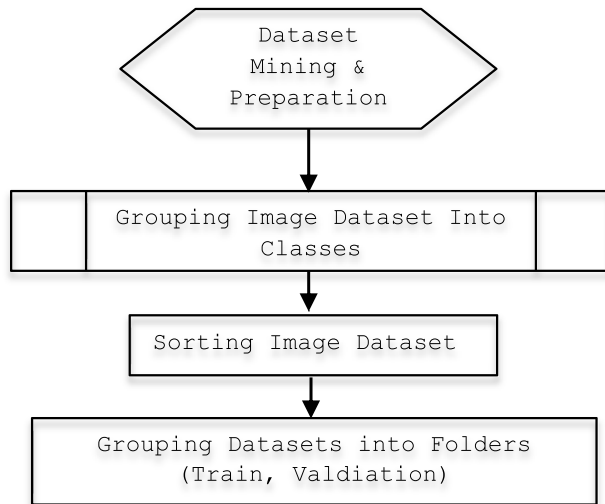 Dataset
Mining &
Preparation
Grouping Image Dataset Into
Classes
Sorting Image Dataset
Grouping Datasets into Folders
(Train, Valdiation)